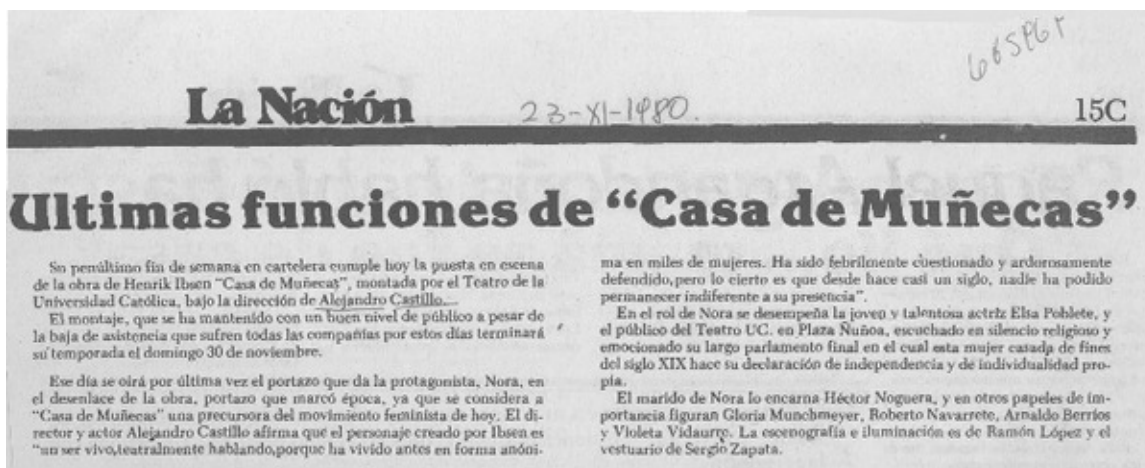 La Nación
23-XI-1980.
15C
Ultimas funciones de “Casa de Muñecas”
Su penúltimo fin de semana en cartelera cumple hoy la puesta en escena
de la obra de Henrik Ibsen "Casa de Muñecas", montada por el Teatro de la
Universidad Católica, bajo la dirección de Alejandro Castillo.
El montaje, que se ha mantenido con un buen nivel de público a pesar de
la baja de asistencia que sufren todas las compañías por estos días terminará
su temporada el domingo 30 de noviembre.
Ese día se oirá por última vez el portazo que da la protagonista, Nora, en
el desenlace de la obra, portazo que marcó época, ya que se considera a
"Casa de Muñecas" una precursora del movimiento feminista de hoy. El di-
rector y actor Alejandro Castillo afirma que el personaje creado por Ibsen es
"un ser vivo,teatralmente hablando,porque ha vivido antes en forma anóni-
ma en miles de mujeres. Ha sido febrilmente cuestionado y ardorosamente
defendido,pero lo cierto es que desde hace casi un siglo, nadie ha podido
permanecer indiferente a su presencia".
En el rol de Nora se desempeña la joven y talentosa actriz Elsa Poblete, y
el público del Teatro UC. en Plaza Ñuñoa, escuchado en silencio religioso y
emocionado su largo parlamento final en el cual esta mujer casada de fines
del siglo XIX hace su declaración de independencia y de individualidad pro-
pia.
El marido de Nora lo encarna Héctor Noguera, y en otros papeles de im-
portancia figuran Gloria Munchmeyer, Roberto Navarrete, Arnaldo Berríos
y Violeta Vidaurre. La escenografía e iluminación es de Ramón López y el
vestuario de Sergio Zapata.